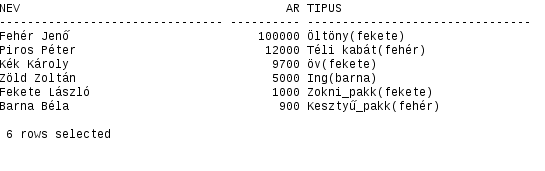 NEV AR TIPUS
-------------------------------- ---------- --------------------------------
Fehér Jenő 100000 Öltöny(fekete)
Piros Péter 12000 Téli kabát(fehér)
Kék Károly 9700 öv(fekete)
Zöld Zoltán 5000 Ing(barna)
Fekete László 1000 Zokni_pakk(fekete)
Barna Béla 900 Kesztyű_pakk(fehér)
6 rows selected